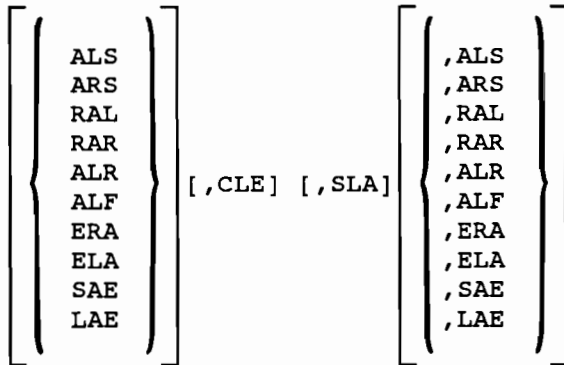 ALS ,ALS
ARS ,ARS
RAL ,RAL
RAR ,RAR
ALR [,CLE] [,SLA] ,ALR
ALF ,ALF
ERA ,ERA
ELA ,ELA
SAE ,SAE
LAE ,LAE